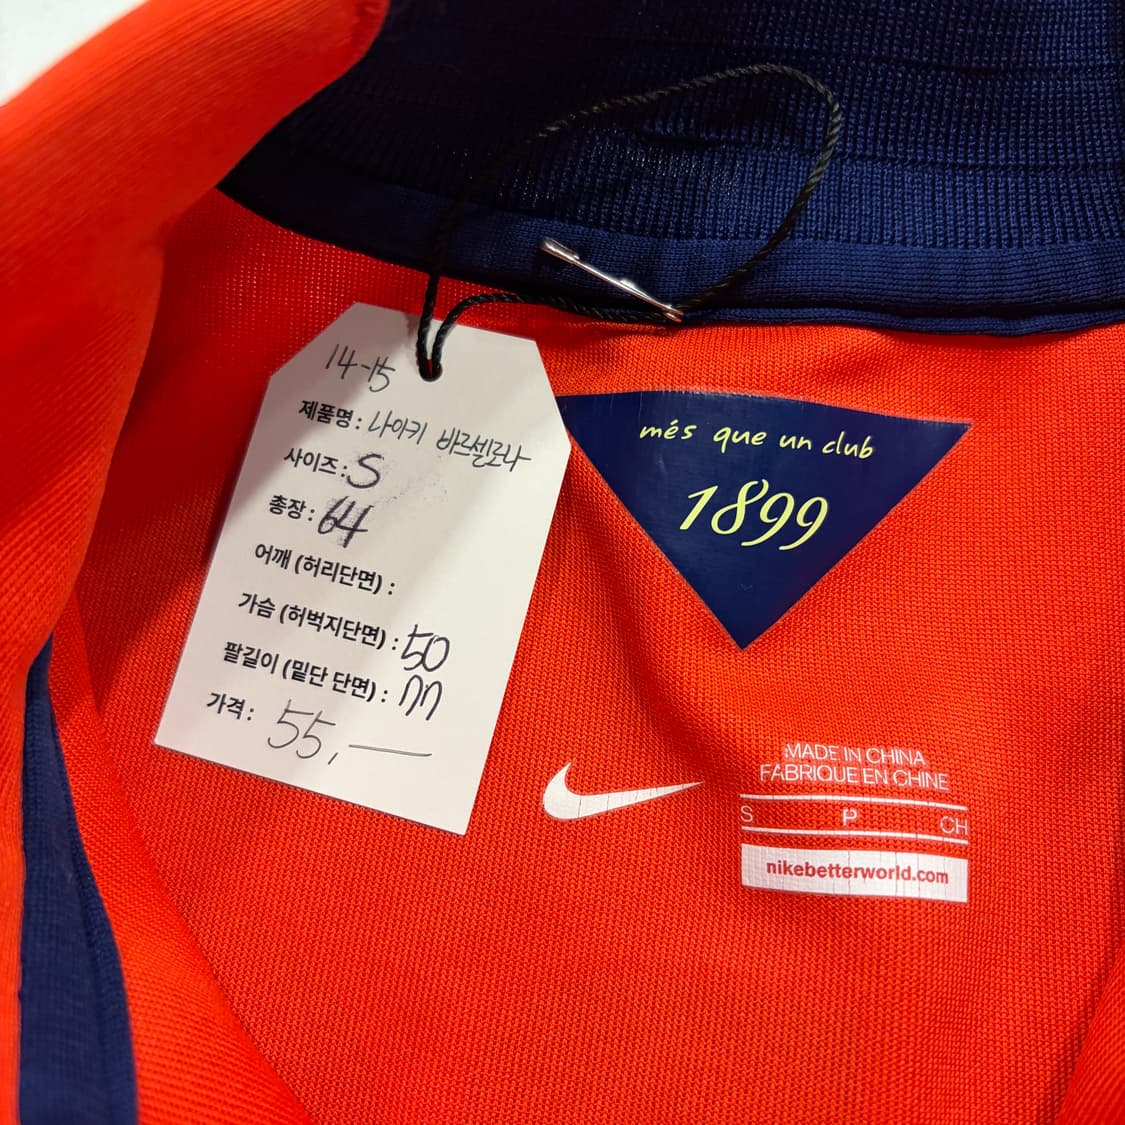 14-15
제품명 : 나이키 바르셀로나
사이즈 : S
총장 : 64
어깨 (허리단면) :
가슴 (허벅지단면) : 50
팔길이 (밑단 단면) : 77
가격 : 55,—
més que un club
1899
MADE IN CHINA
FABRIQUE EN CHINE
S P CH
nikebetterworld.com